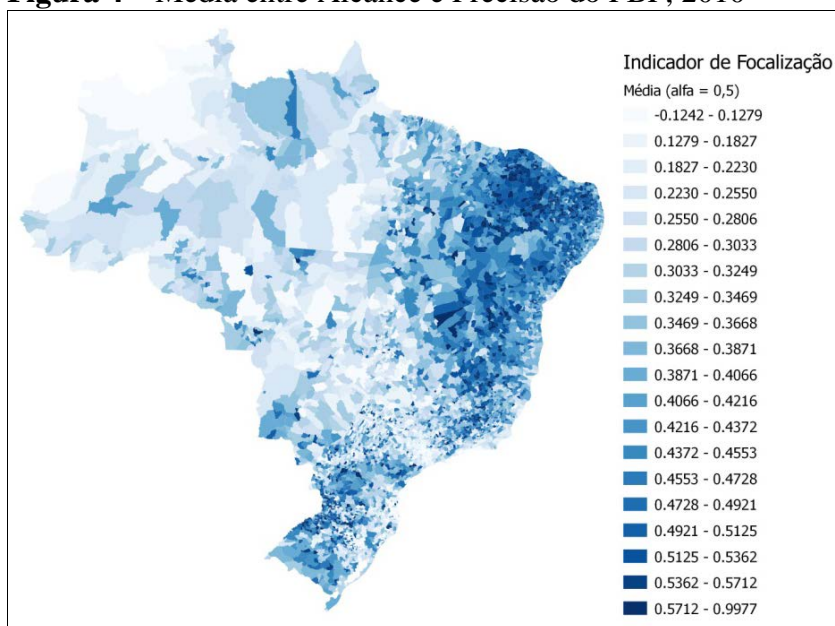 Figura 4 – Média entre Alcance e Precisão do PBF, 2010
Indicador de Focalização
Média (alfa = 0,5)
-0.1242 - 0.1279
0.1279 - 0.1827
0.1827 - 0.2230
0.2230 - 0.2550
0.2550 - 0.2806
0.2806 - 0.3033
0.3033 - 0.3249
0.3249 - 0.3469
0.3469 - 0.3668
0.3668 - 0.3871
0.3871 - 0.4066
0.4066 - 0.4216
0.4216 - 0.4372
0.4372 - 0.4553
0.4553 - 0.4728
0.4728 - 0.4921
0.4921 - 0.5125
0.5125 - 0.5362
0.5362 - 0.5712
0.5712 - 0.9977